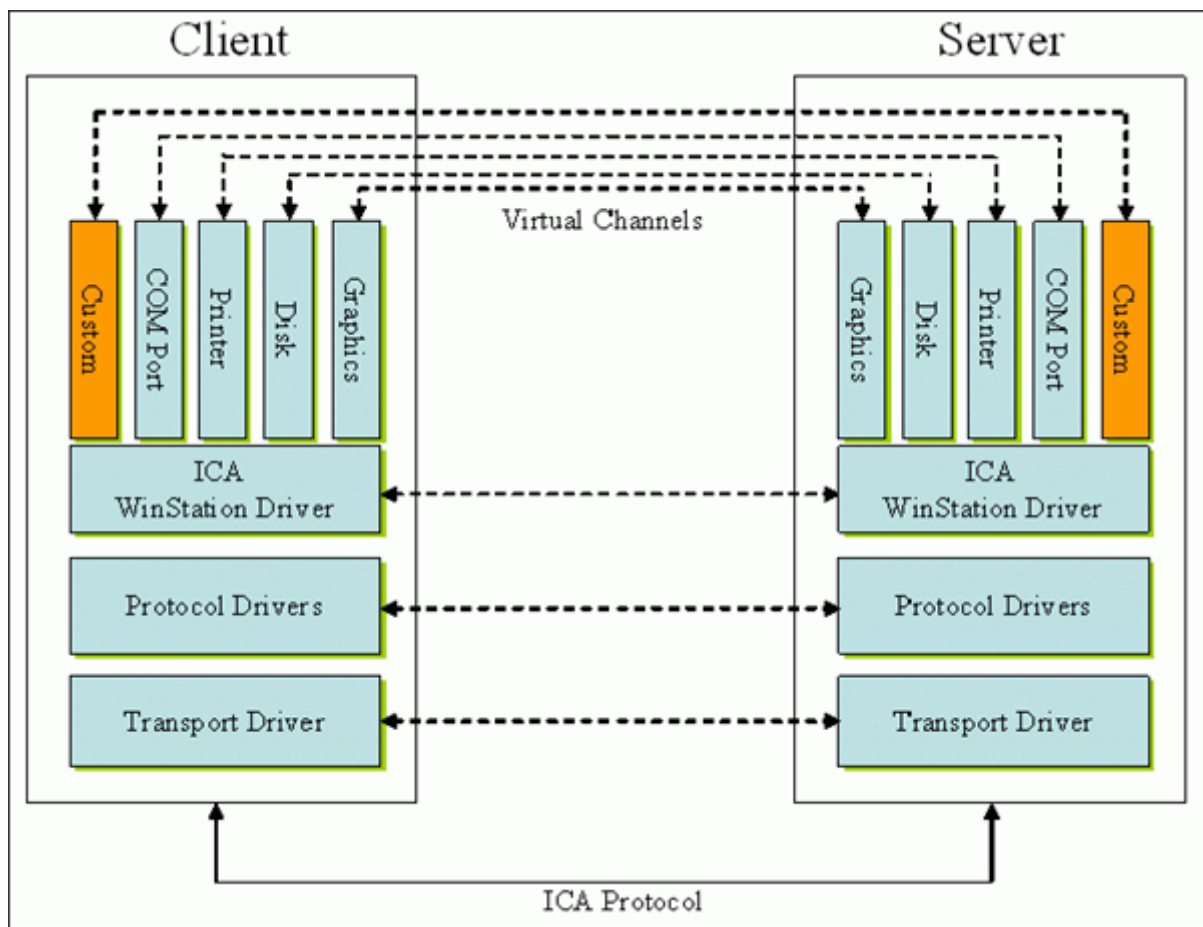 Client
Server
Virtual Channels
Custom
COM Port
Printer
Disk
Graphics
Graphics
Disk
Printer
COM Port
Custom
ICA
WinStation Driver
ICA
WinStation Driver
Protocol Drivers
Protocol Drivers
Transport Driver
Transport Driver
ICA Protocol